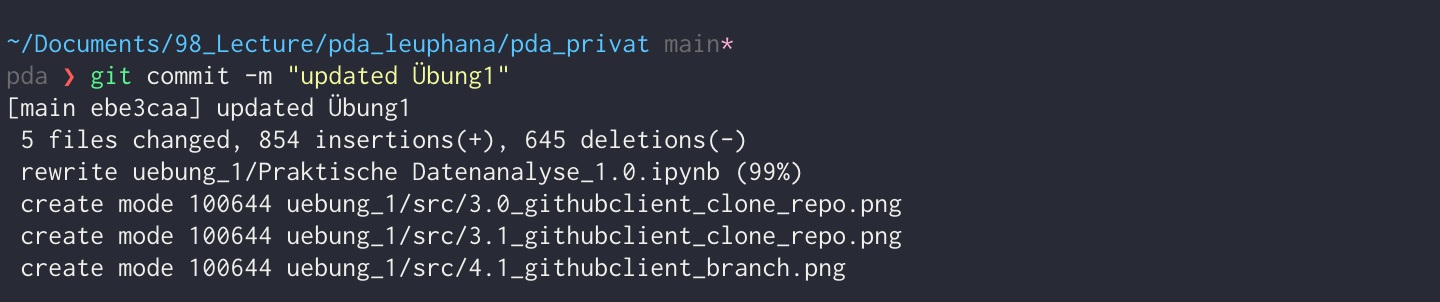 ~/Documents/98_Lecture/pda_leuphana/pda_privat main*
pda ❯ git commit -m "updated Übung1"
[main ebe3caa] updated Übung1
5 files changed, 854 insertions(+), 645 deletions(-)
rewrite uebung_1/Praktische Datenanalyse_1.0.ipynb (99%)
create mode 100644 uebung_1/src/3.0_githubclient_clone_repo.png
create mode 100644 uebung_1/src/3.1_githubclient_clone_repo.png
create mode 100644 uebung_1/src/4.1_githubclient_branch.png